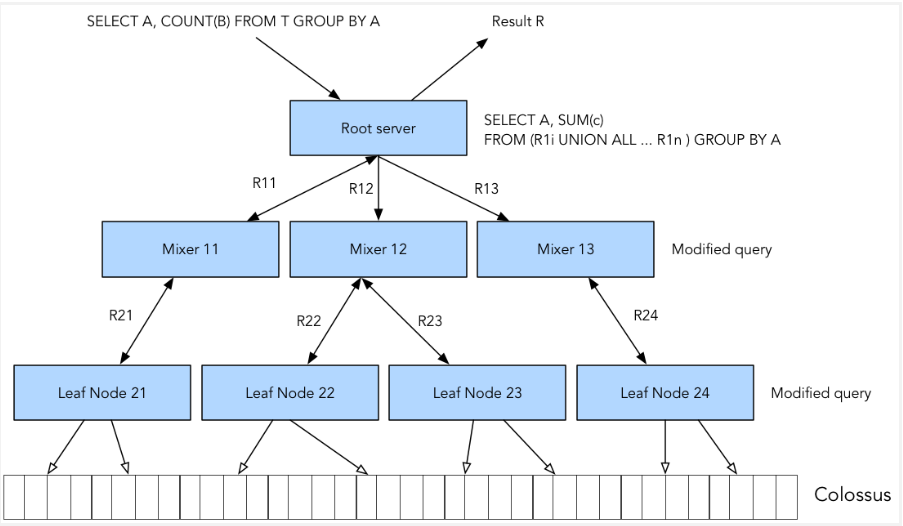 SELECT A, COUNT(B) FROM T GROUP BY A
Result R
Root server
SELECT A, SUM(c)
FROM (R1i UNION ALL ... R1n ) GROUP BY A
R11
R12
R13
Mixer 11
Mixer 12
Mixer 13
Modified query
R21
R22
R23
R24
Leaf Node 21
Leaf Node 22
Leaf Node 23
Leaf Node 24
Modified query
Colossus